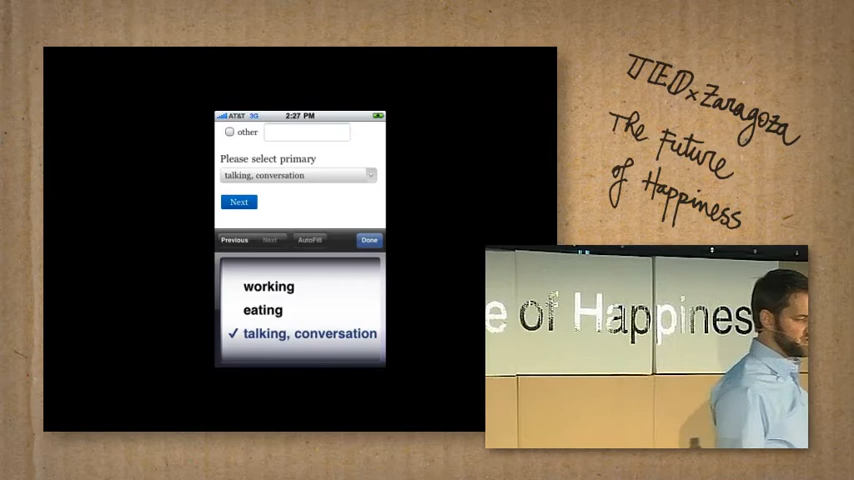 AT&T 3G 2:27 PM
other
Please select primary
talking, conversation
Next
Previous Next AutoFill Done
working
eating
✓ talking, conversation
TEDxZaragoza
The Future
of Happiness
e of Happines